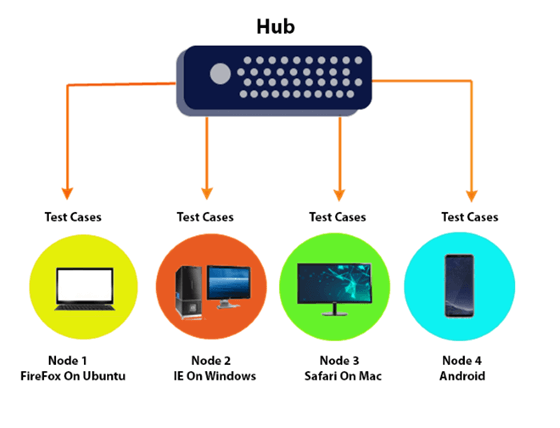 Hub
Test Cases
Test Cases
Test Cases
Test Cases
Node 1
FireFox On Ubuntu
Node 2
IE On Windows
Node 3
Safari On Mac
Node 4
Android